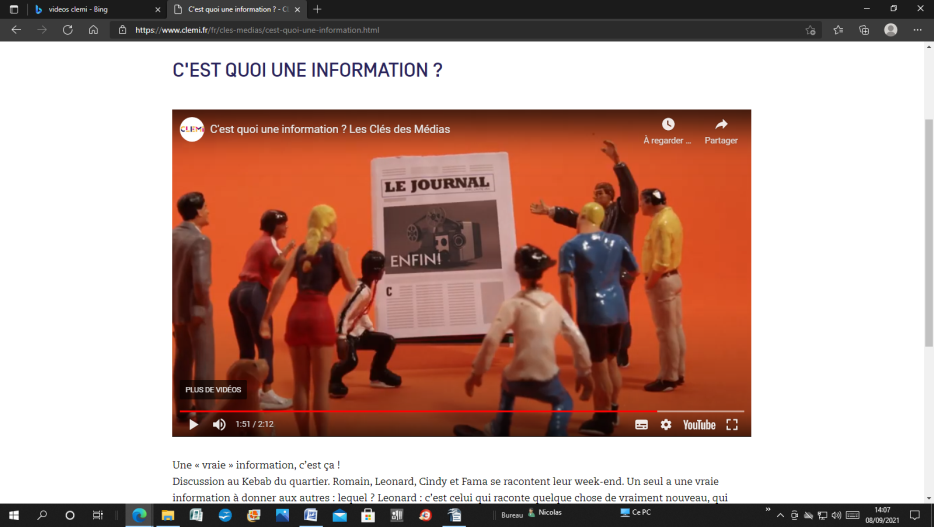 videos clemi - Bing
C'est quoi une information ? - Cl
https://www.clemi.fr/fr/cles-medias/cest-quoi-une-information.html
C'EST QUOI UNE INFORMATION ?
CLEMI
C'est quoi une information ? Les Clés des Médias
À regarder ...
Partager
LE JOURNAL
ENFIN!
C
PLUS DE VIDÉOS
1:51 / 2:12
YouTube
Une « vraie » information, c'est ça !
Discussion au Kebab du quartier. Romain, Leonard, Cindy et Fama se racontent leur week-end. Un seul a une vraie
information à donner aux autres : lequel ? Leonard : c'est celui qui raconte quelque chose de vraiment nouveau, qui
Bureau
Nicolas
Ce PC
14:07
08/09/2021